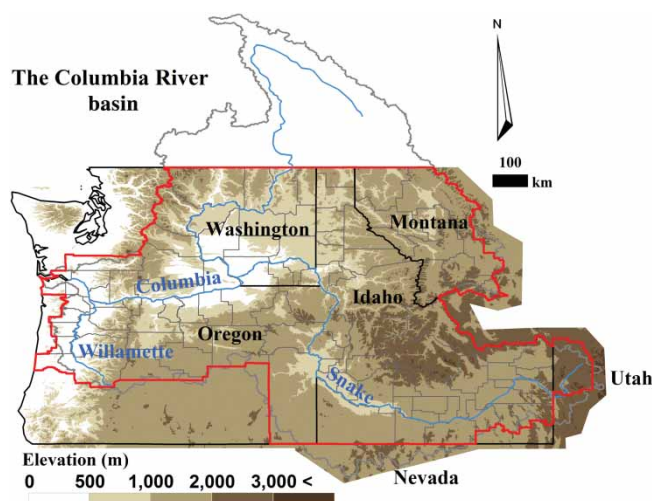 N
The Columbia River
basin
100
km
Washington
Montana
Columbia
Idaho
Oregon
Willamette
Snake
Utah
Elevation (m)
Nevada
0 500 1,000 2,000 3,000 <